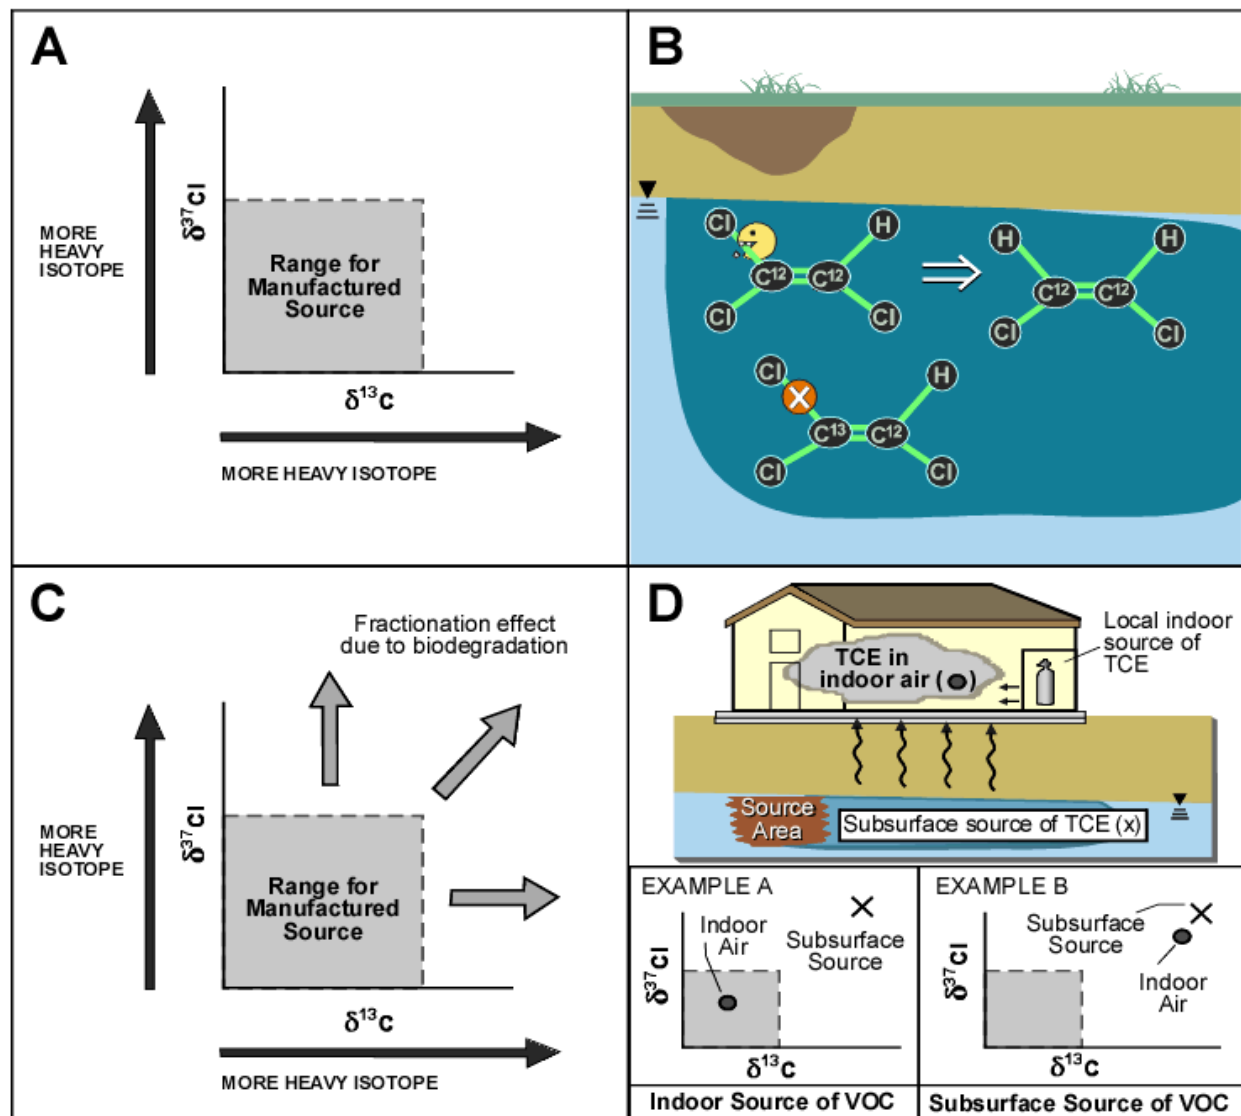 A
MORE
HEAVY
ISOTOPE
δ³⁷Cl
Range for
Manufactured
Source
δ¹³C
MORE HEAVY ISOTOPE
B
Cl
H
C¹²
C¹²
Cl
Cl
H
H
C¹²
C¹²
Cl
Cl
Cl
X
H
C¹³
C¹²
Cl
Cl
C
Fractionation effect
due to biodegradation
MORE
HEAVY
ISOTOPE
δ³⁷Cl
Range for
Manufactured
Source
δ¹³C
MORE HEAVY ISOTOPE
D
TCE in
indoor air ( )
Local indoor
source of
TCE
Source
Area
Subsurface source of TCE (x)
EXAMPLE A
Indoor
Air
X
Subsurface
Source
δ³⁷Cl
δ¹³C
Indoor Source of VOC
EXAMPLE B
Subsurface
Source
X
Indoor
Air
δ³⁷Cl
δ¹³C
Subsurface Source of VOC